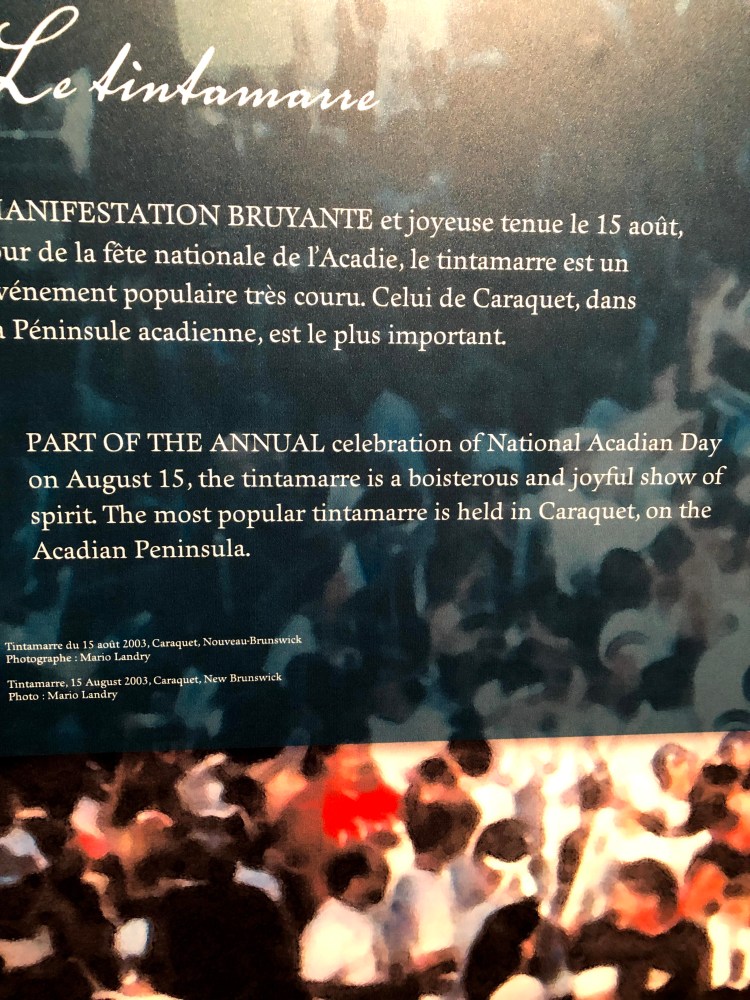 Le tintamarre
MANIFESTATION BRUYANTE et joyeuse tenue le 15 août,
jour de la fête nationale de l'Acadie, le tintamarre est un
événement populaire très couru. Celui de Caraquet, dans
la Péninsule acadienne, est le plus important.
PART OF THE ANNUAL celebration of National Acadian Day
on August 15, the tintamarre is a boisterous and joyful show of
spirit. The most popular tintamarre is held in Caraquet, on the
Acadian Peninsula.
Tintamarre du 15 août 2003, Caraquet, Nouveau-Brunswick
Photographe : Mario Landry
Tintamarre, 15 August 2003, Caraquet, New Brunswick
Photo : Mario Landry